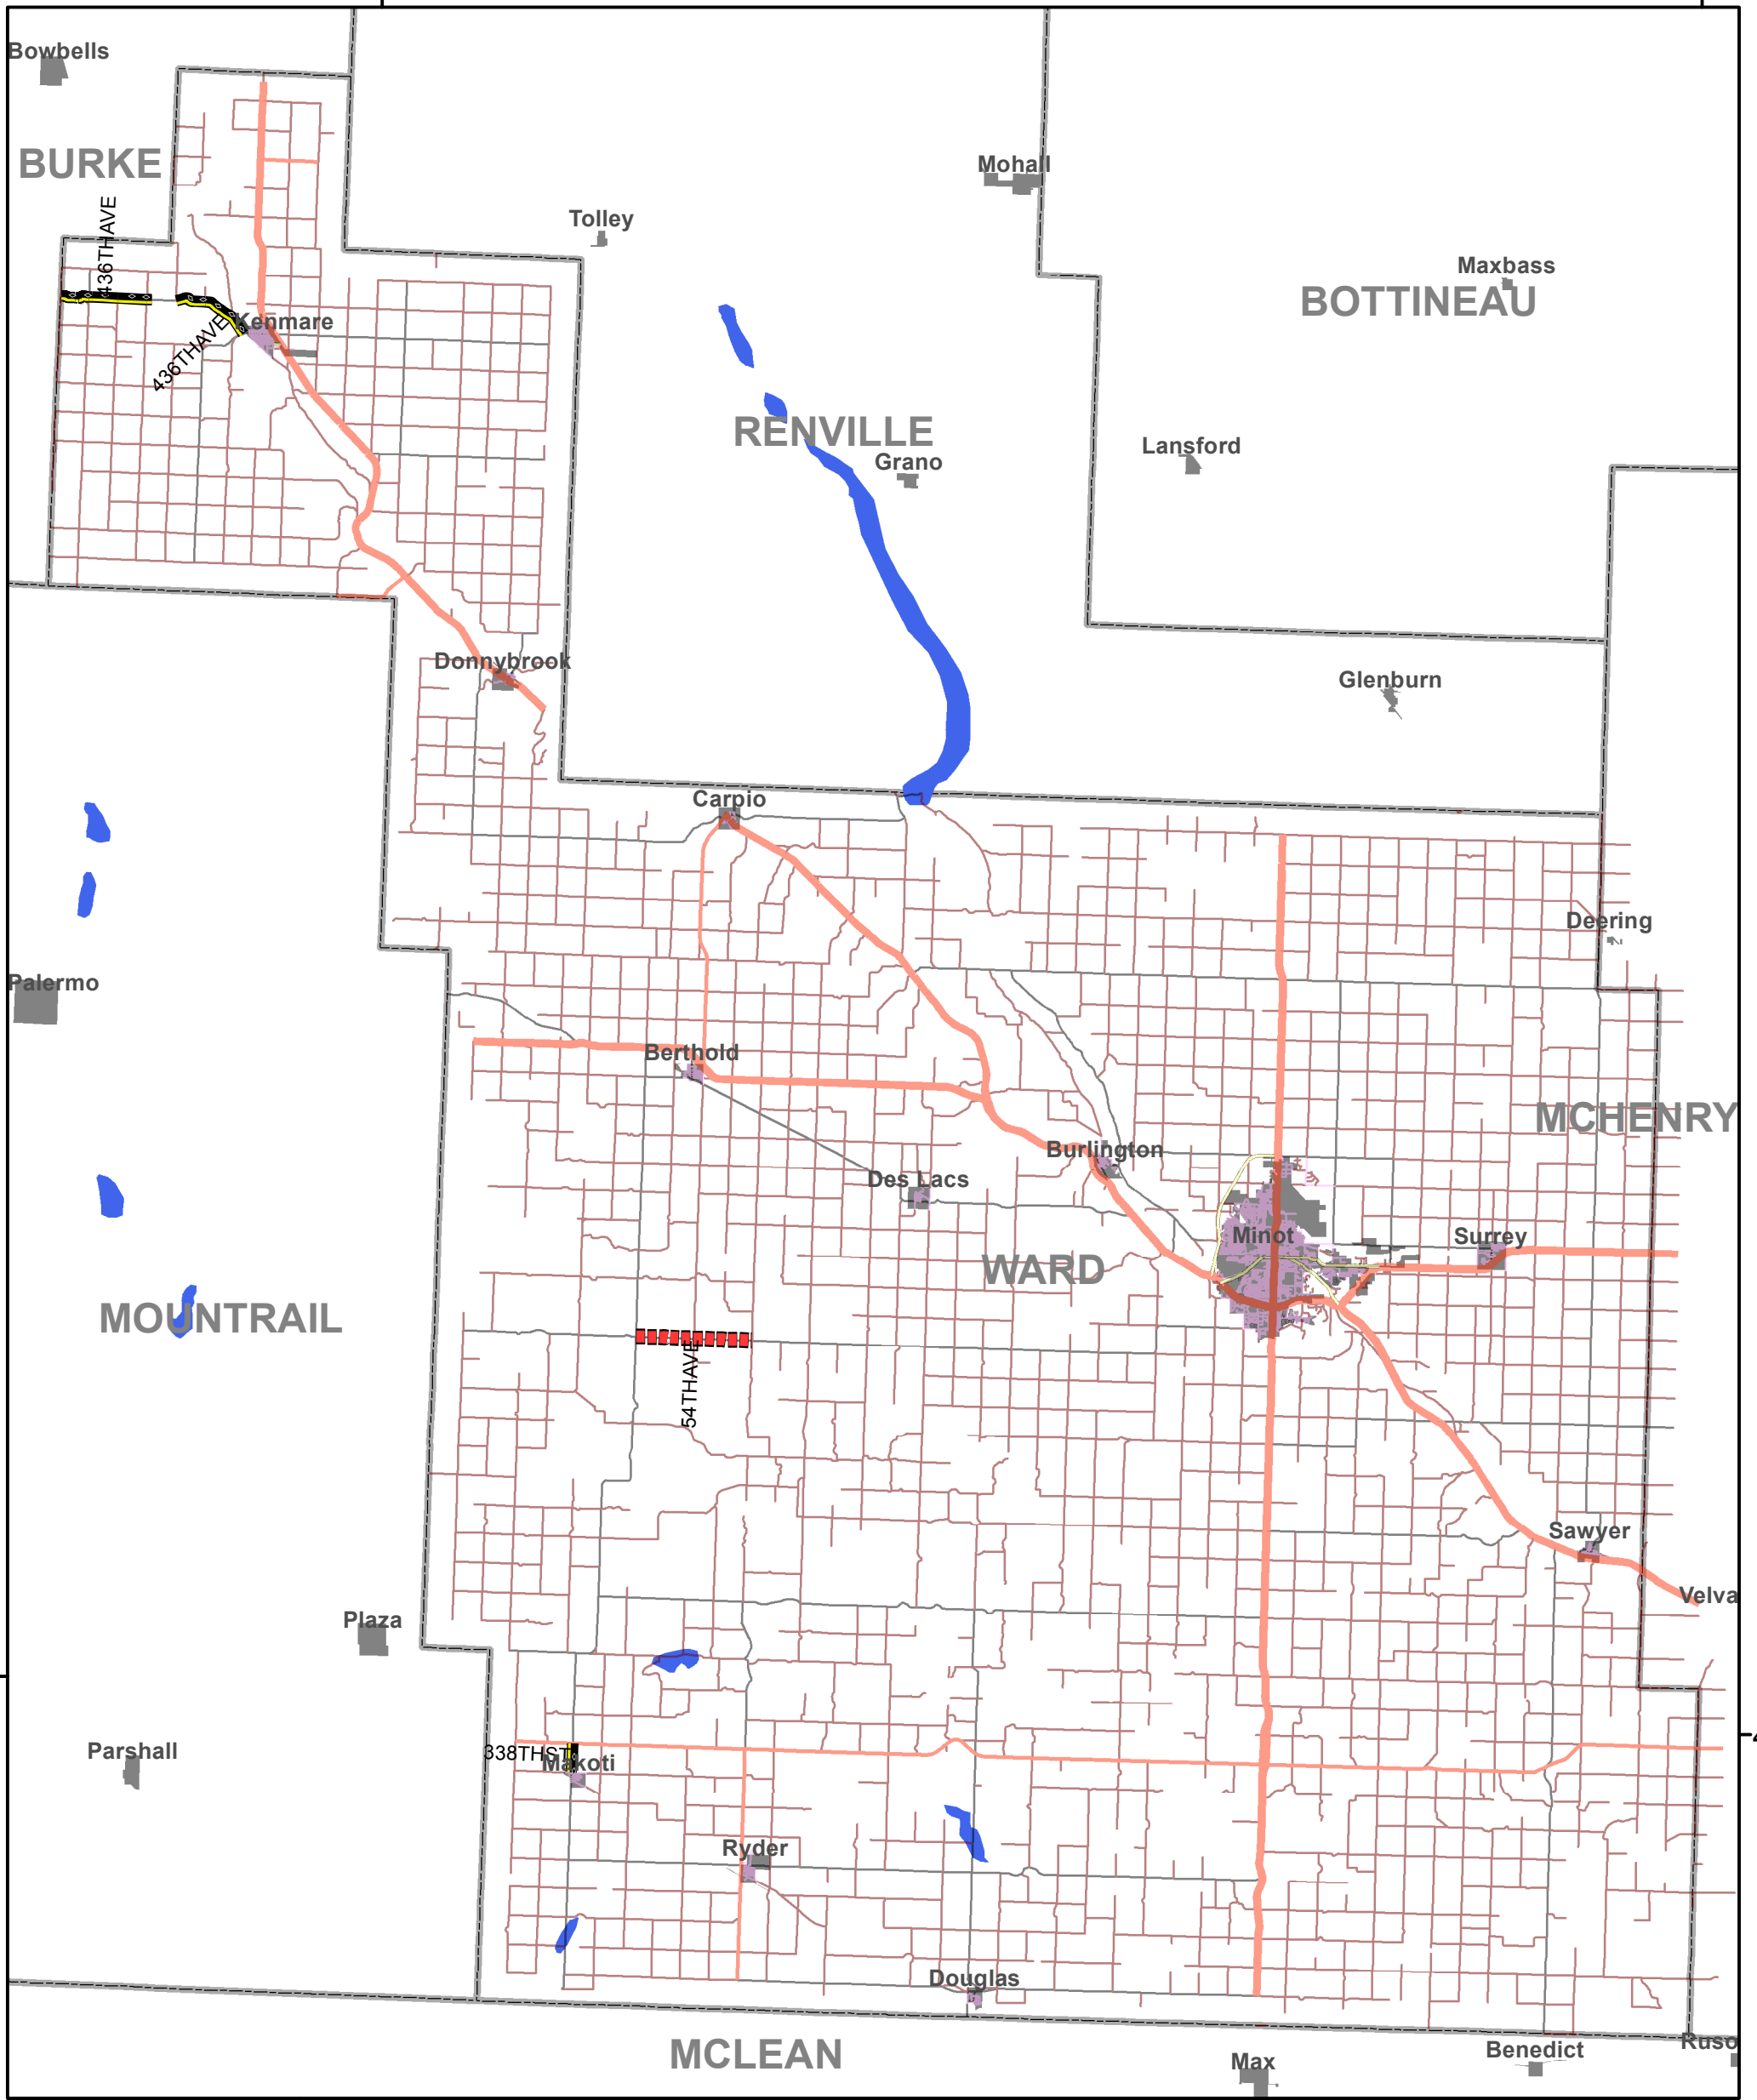 Bowbells
BURKE
436THAVE
Mohall
Tolley
Maxbass
BOTTINEAU
Kenmare
436THAVE
RENVILLE
Grano
Lansford
Donnybrook
Glenburn
Carpio
Deering
Palermo
Berthold
MCHENRY
Burlington
Des Lacs
Minot
Surrey
WARD
MOUNTRAIL
54THAVE
Sawyer
Velva
Plaza
Parshall
338THST
Makoti
Ryder
Douglas
MCLEAN
Max
Benedict
Ruso